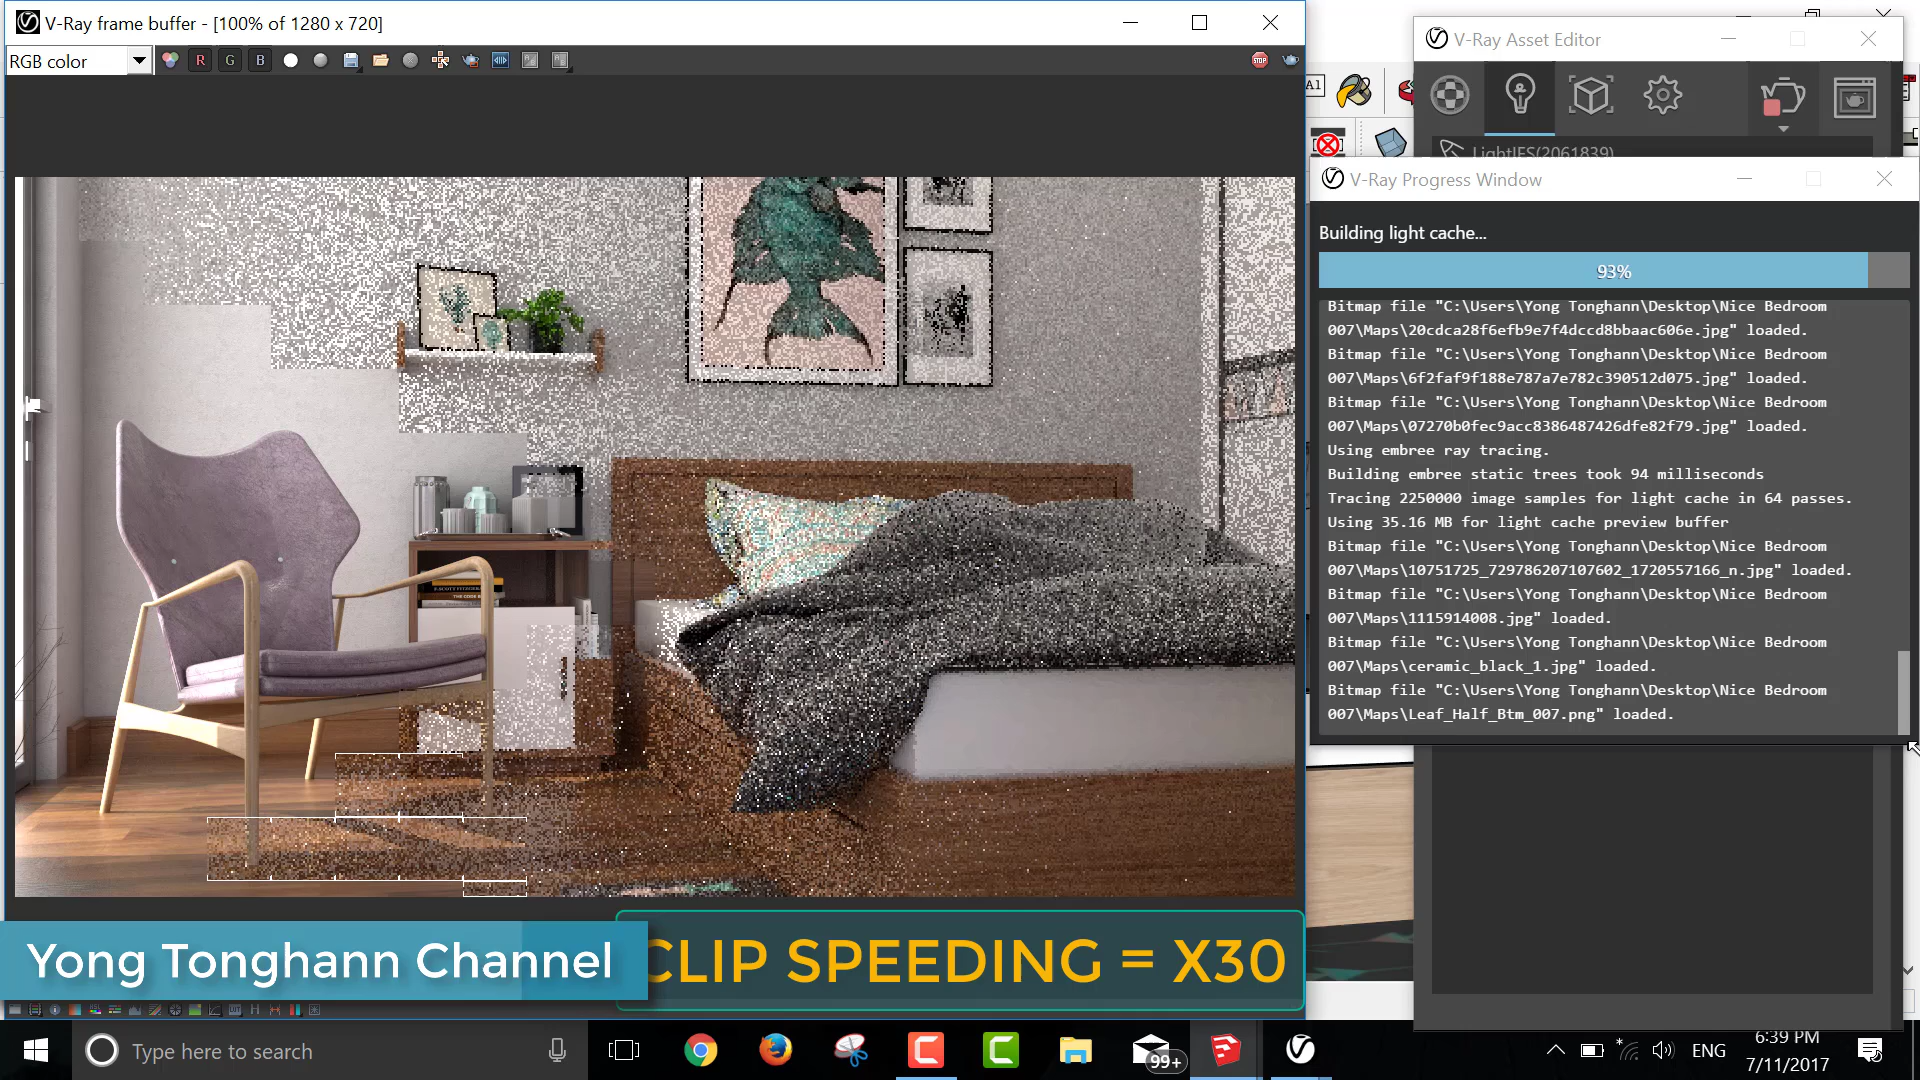 V-Ray frame buffer - [100% of 1280 x 720]
RGB color
R
G
B
STOP
V-Ray Asset Editor
LightIES(2061839)
V-Ray Progress Window
Building light cache...
93%
Bitmap file "C:\Users\Yong Tonghann\Desktop\Nice Bedroom
007\Maps\20cdca28f6efb9e7f4dccd8bbaac606e.jpg" loaded.
Bitmap file "C:\Users\Yong Tonghann\Desktop\Nice Bedroom
007\Maps\6f2faf9f188e787a7e782c390512d075.jpg" loaded.
Bitmap file "C:\Users\Yong Tonghann\Desktop\Nice Bedroom
007\Maps\07270b0fec9acc8386487426dfe82f79.jpg" loaded.
Using embree ray tracing.
Building embree static trees took 94 milliseconds
Tracing 2250000 image samples for light cache in 64 passes.
Using 35.16 MB for light cache preview buffer
Bitmap file "C:\Users\Yong Tonghann\Desktop\Nice Bedroom
007\Maps\10751725_729786207107602_1720557166_n.jpg" loaded.
Bitmap file "C:\Users\Yong Tonghann\Desktop\Nice Bedroom
007\Maps\1115914008.jpg" loaded.
Bitmap file "C:\Users\Yong Tonghann\Desktop\Nice Bedroom
007\Maps\ceramic_black_1.jpg" loaded.
Bitmap file "C:\Users\Yong Tonghann\Desktop\Nice Bedroom
007\Maps\Leaf_Half_Btm_007.png" loaded.
Yong Tonghann Channel
CLIP SPEEDING = X30
Type here to search
99+
ENG
6:39 PM
7/11/2017